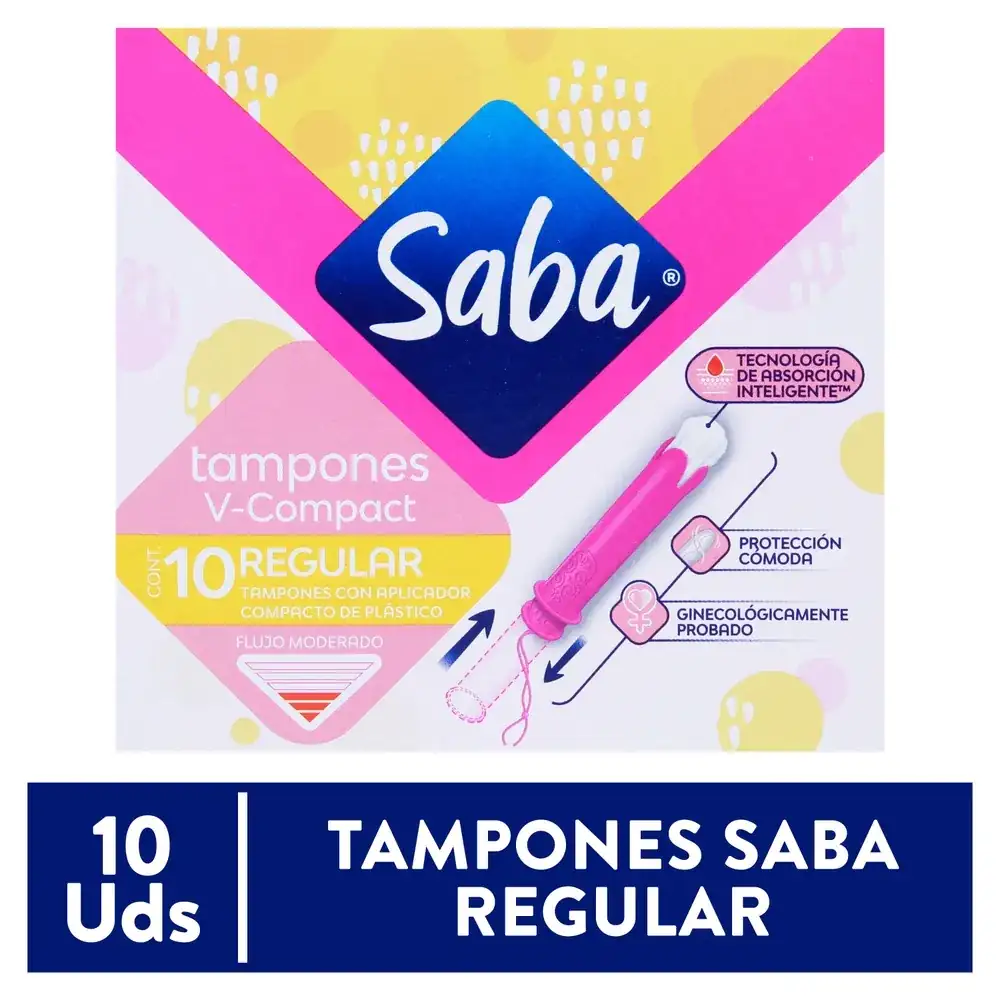 Saba®
TECNOLOGÍA
DE ABSORCIÓN
INTELIGENTE™
tampones
V-Compact
CONT. 10 REGULAR
TAMPONES CON APLICADOR
COMPACTO DE PLÁSTICO
FLUJO MODERADO
PROTECCIÓN
CÓMODA
GINECOLÓGICAMENTE
PROBADO
10
Uds
TAMPONES SABA
REGULAR